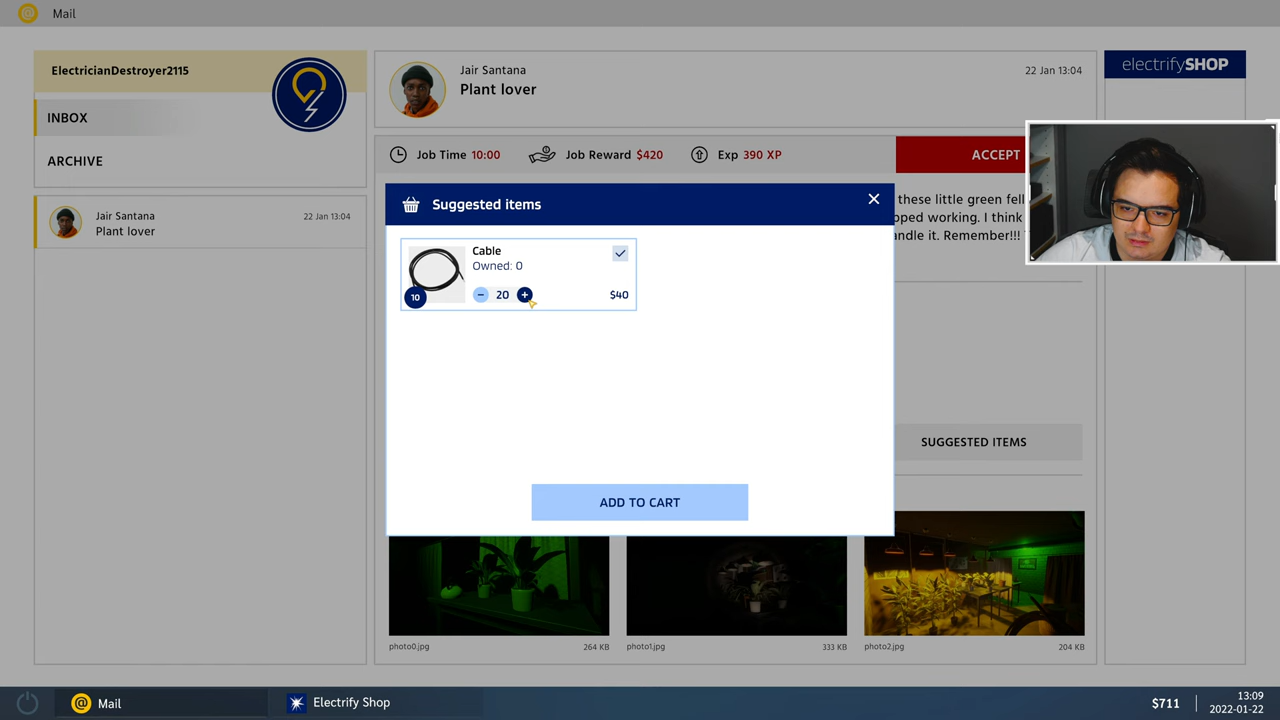 Mail
ElectricianDestroyer2115
INBOX
ARCHIVE
Jair Santana
22 Jan 13:04
Plant lover
Jair Santana
22 Jan 13:04
Plant lover
electrifySHOP
Job Time 10:00
Job Reward $420
Exp 390 XP
ACCEPT
these little green fell
pped working. I think
andle it. Remember!!!
Suggested items
Cable
Owned: 0
10
20
$40
ADD TO CART
SUGGESTED ITEMS
photo0.jpg
264 KB
photo1.jpg
333 KB
photo2.jpg
204 KB
Mail
Electrify Shop
$711
13:09
2022-01-22